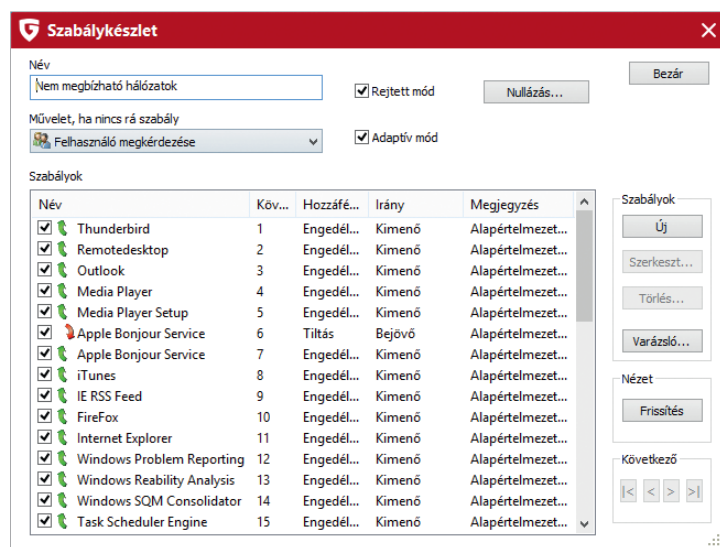 Szabálykészlet
Név
Nem megbízható hálózatok
Rejtett mód
Nullázás...
Bezár
Művelet, ha nincs rá szabály
Felhasználó megkérdezése
Adaptív mód
Szabályok
Név Köv... Hozzáfé... Irány Megjegyzés
Thunderbird 1 Engedél... Kimenő Alapértelmezet...
Remotedesktop 2 Engedél... Kimenő Alapértelmezet...
Outlook 3 Engedél... Kimenő Alapértelmezet...
Media Player 4 Engedél... Kimenő Alapértelmezet...
Media Player Setup 5 Engedél... Kimenő Alapértelmezet...
Apple Bonjour Service 6 Tiltás Bejövő Alapértelmezet...
Apple Bonjour Service 7 Engedél... Kimenő Alapértelmezet...
iTunes 8 Engedél... Kimenő Alapértelmezet...
IE RSS Feed 9 Engedél... Kimenő Alapértelmezet...
FireFox 10 Engedél... Kimenő Alapértelmezet...
Internet Explorer 11 Engedél... Kimenő Alapértelmezet...
Windows Problem Reporting 12 Engedél... Kimenő Alapértelmezet...
Windows Reability Analysis 13 Engedél... Kimenő Alapértelmezet...
Windows SQM Consolidator 14 Engedél... Kimenő Alapértelmezet...
Task Scheduler Engine 15 Engedél... Kimenő Alapértelmezet...
Szabályok
Új
Szerkeszt...
Törlés...
Varázsló...
Nézet
Frissítés
Következő
|< < > >|